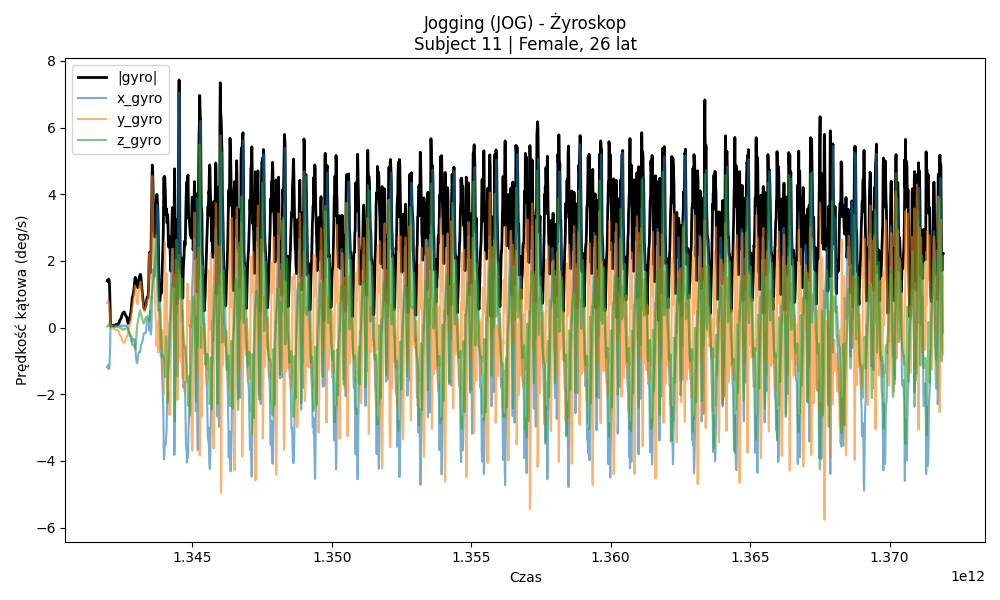 Jogging (JOG) - Żyroskop
Subject 11 | Female, 26 lat
|gyro|
x_gyro
y_gyro
z_gyro
Prędkość kątowa (deg/s)
8
6
4
2
0
−2
−4
−6
1.345
1.350
1.355
1.360
1.365
1.370
1e12
Czas